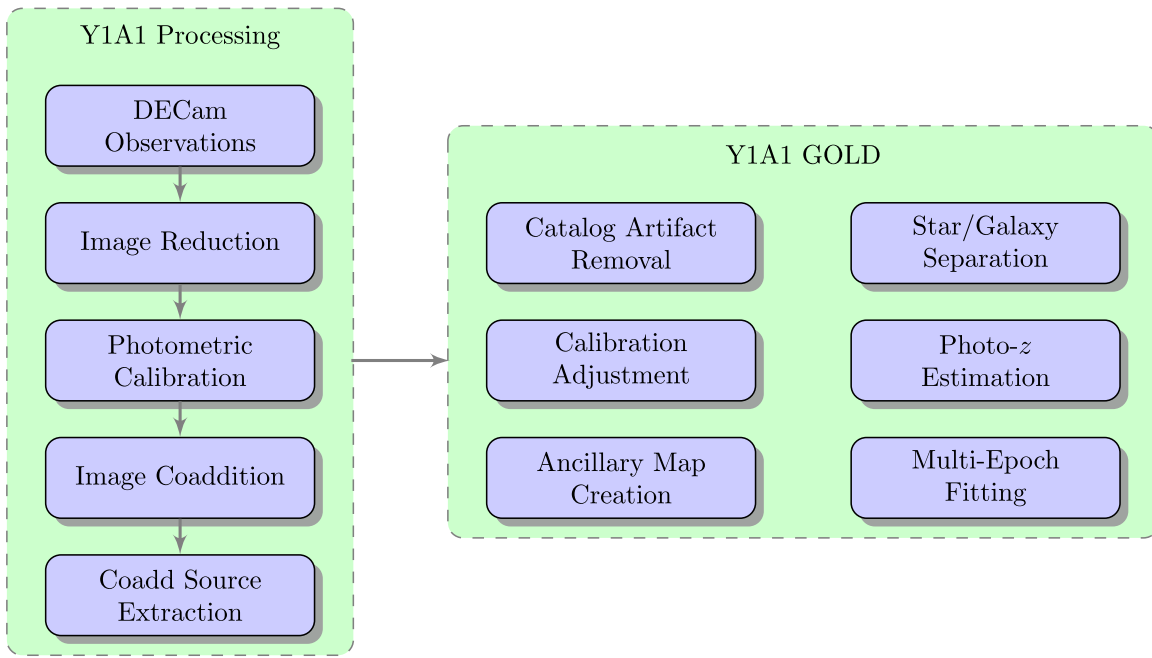 Y1A1 Processing
DECam
Observations
Image Reduction
Photometric
Calibration
Image Coaddition
Coadd Source
Extraction
Y1A1 GOLD
Catalog Artifact
Removal
Star/Galaxy
Separation
Calibration
Adjustment
Photo-z
Estimation
Ancillary Map
Creation
Multi-Epoch
Fitting